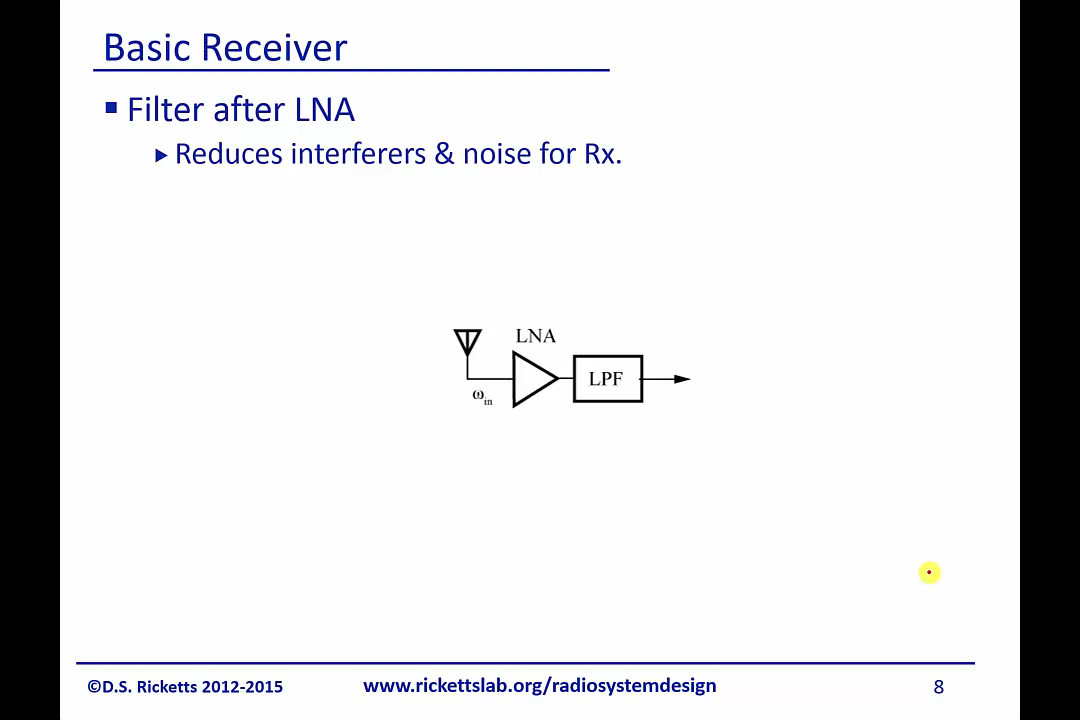 Basic Receiver
Filter after LNA
Reduces interferers & noise for Rx.
LNA
LPF
ωin
©D.S. Ricketts 2012-2015
www.rickettslab.org/radiosystemdesign
8